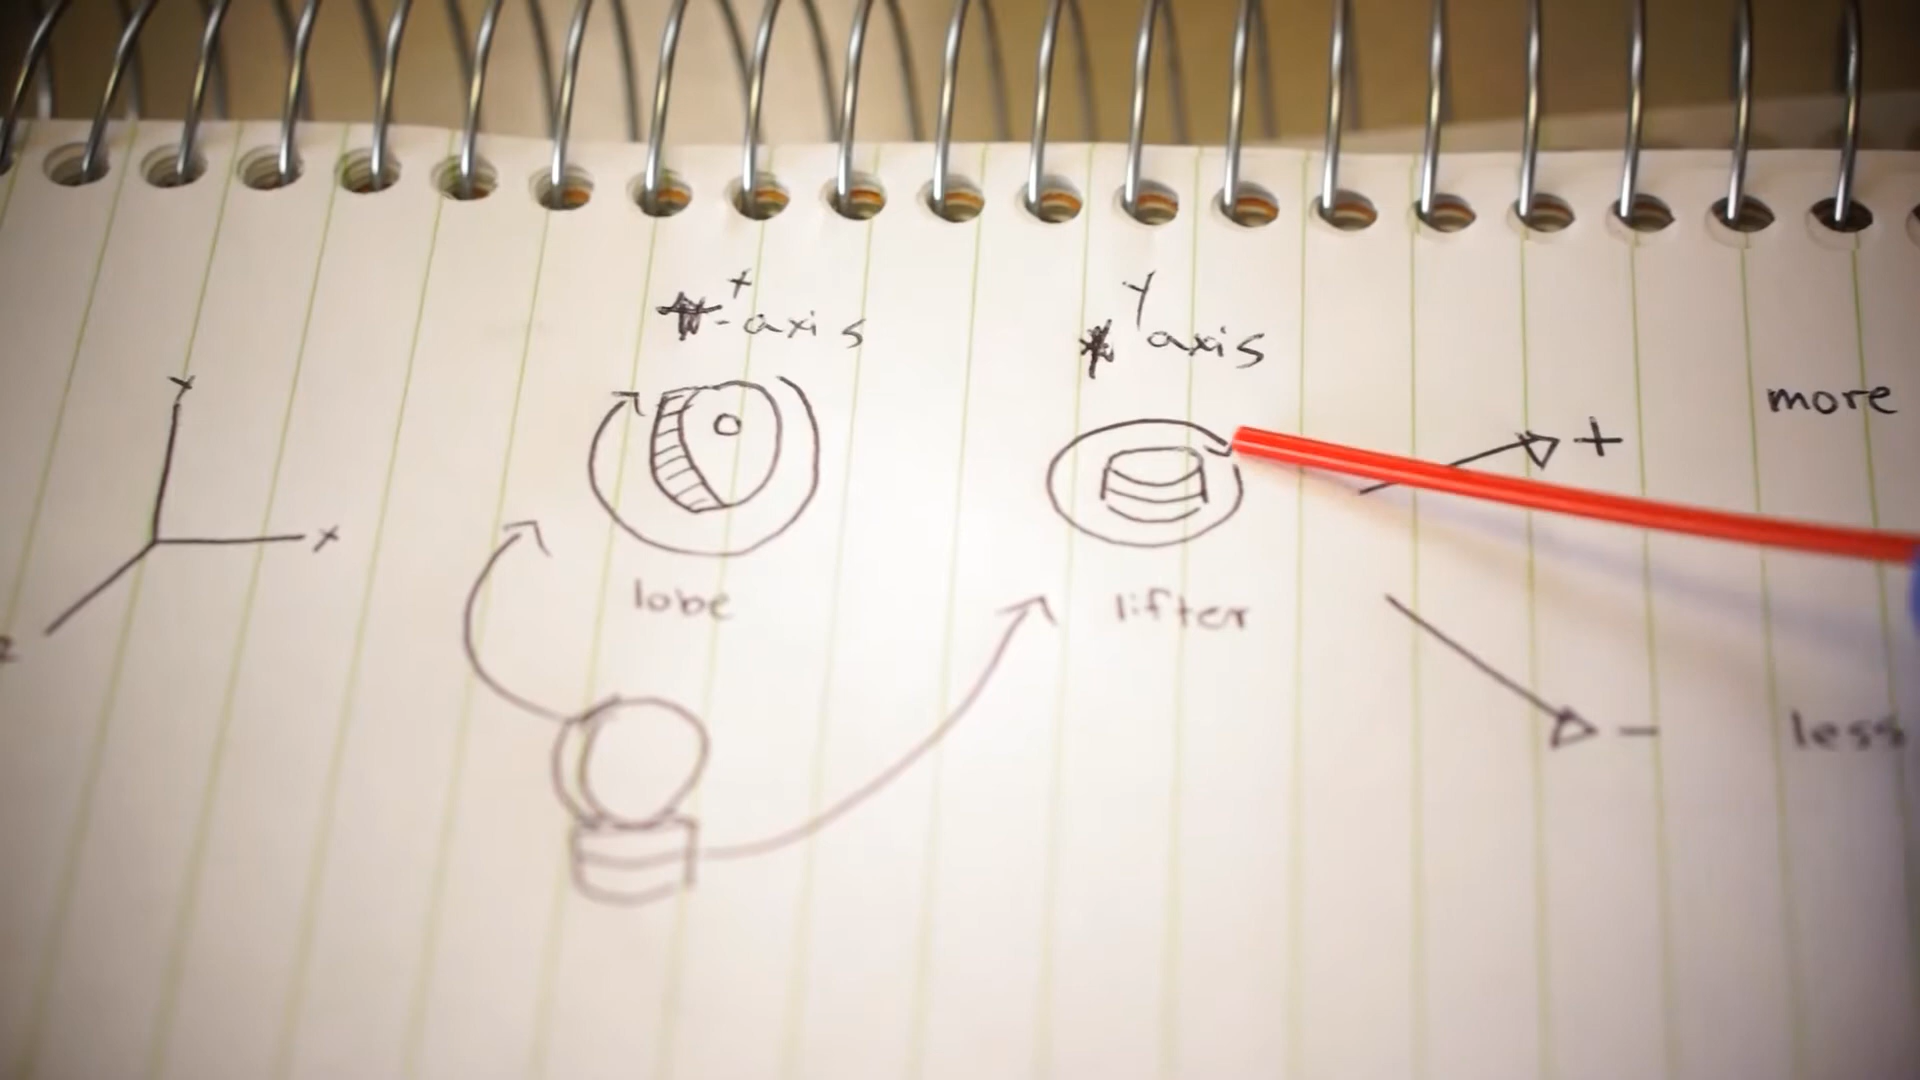 x-axis
Y axis
more
+
Y
x
z
lobe
lifter
-
less